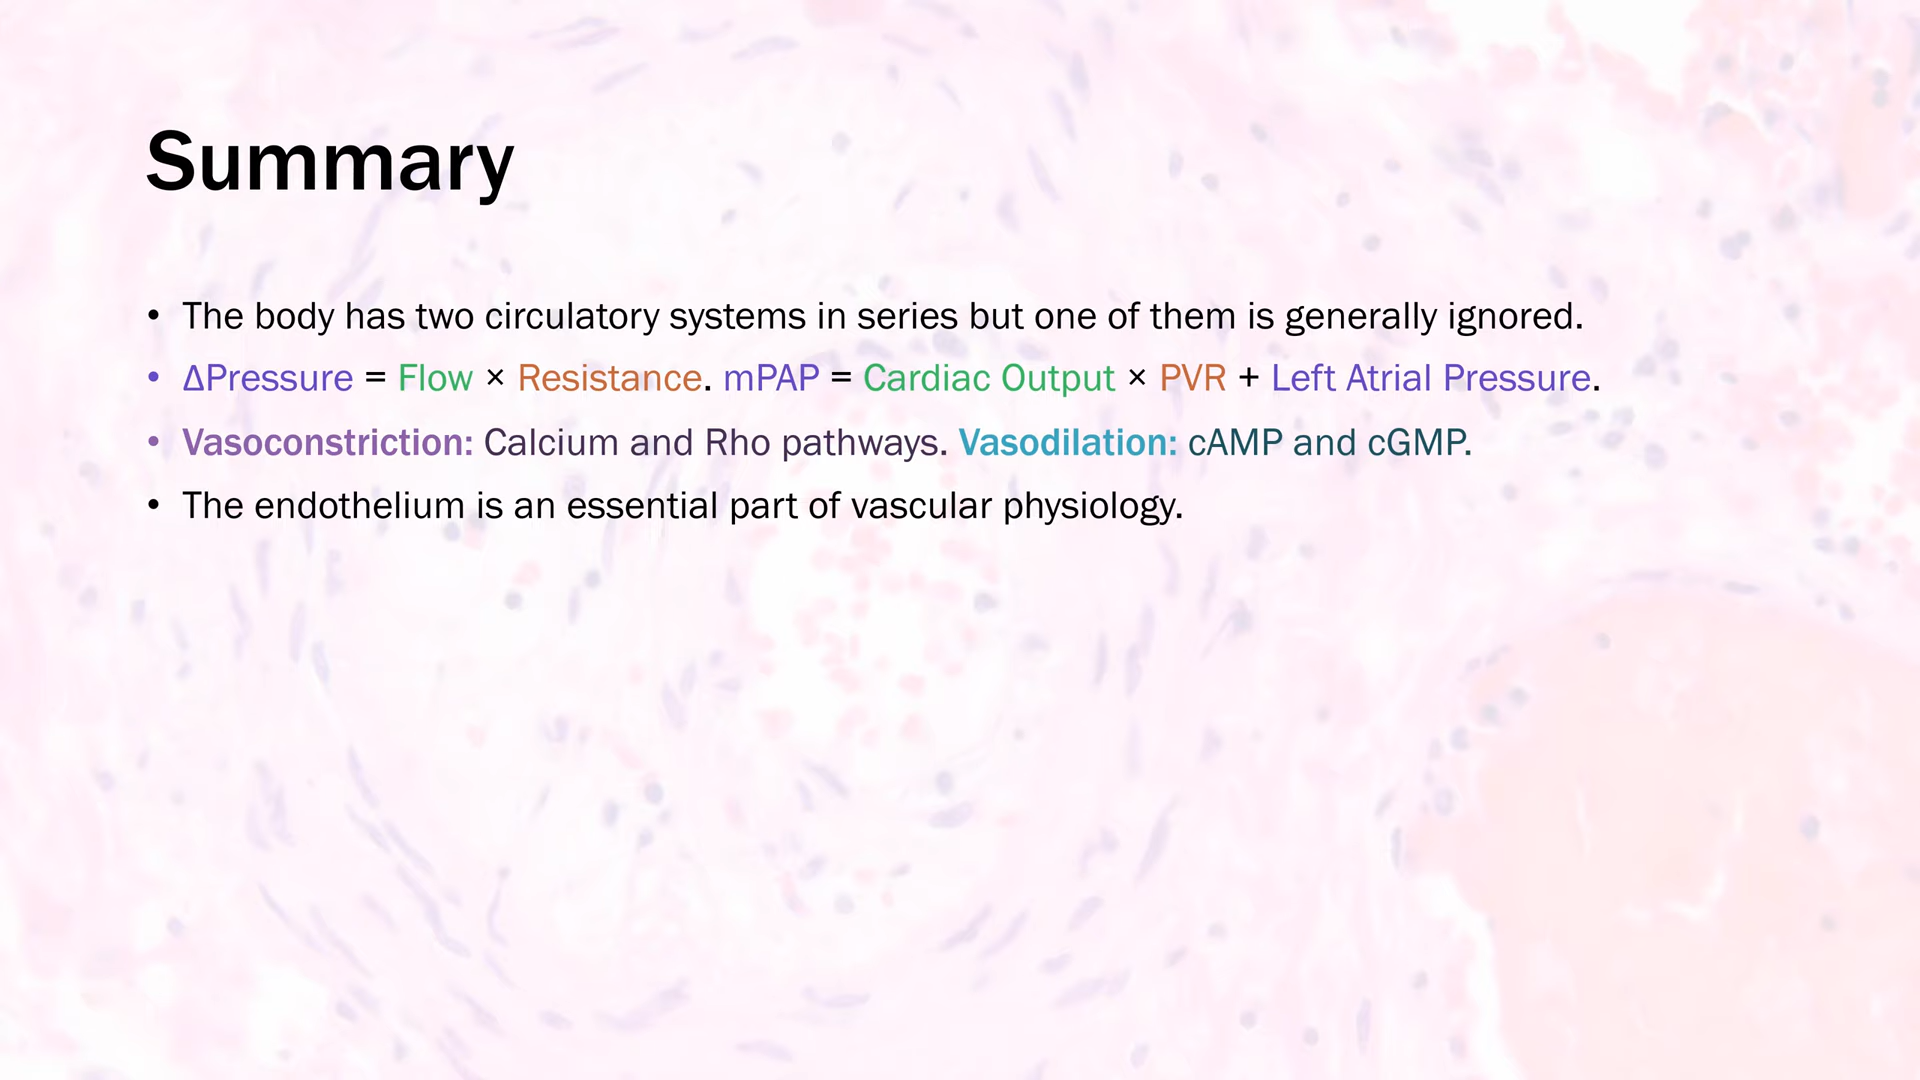 Summary
• The body has two circulatory systems in series but one of them is generally ignored.
• ΔPressure = Flow × Resistance. mPAP = Cardiac Output × PVR + Left Atrial Pressure.
• Vasoconstriction: Calcium and Rho pathways. Vasodilation: cAMP and cGMP.
• The endothelium is an essential part of vascular physiology.